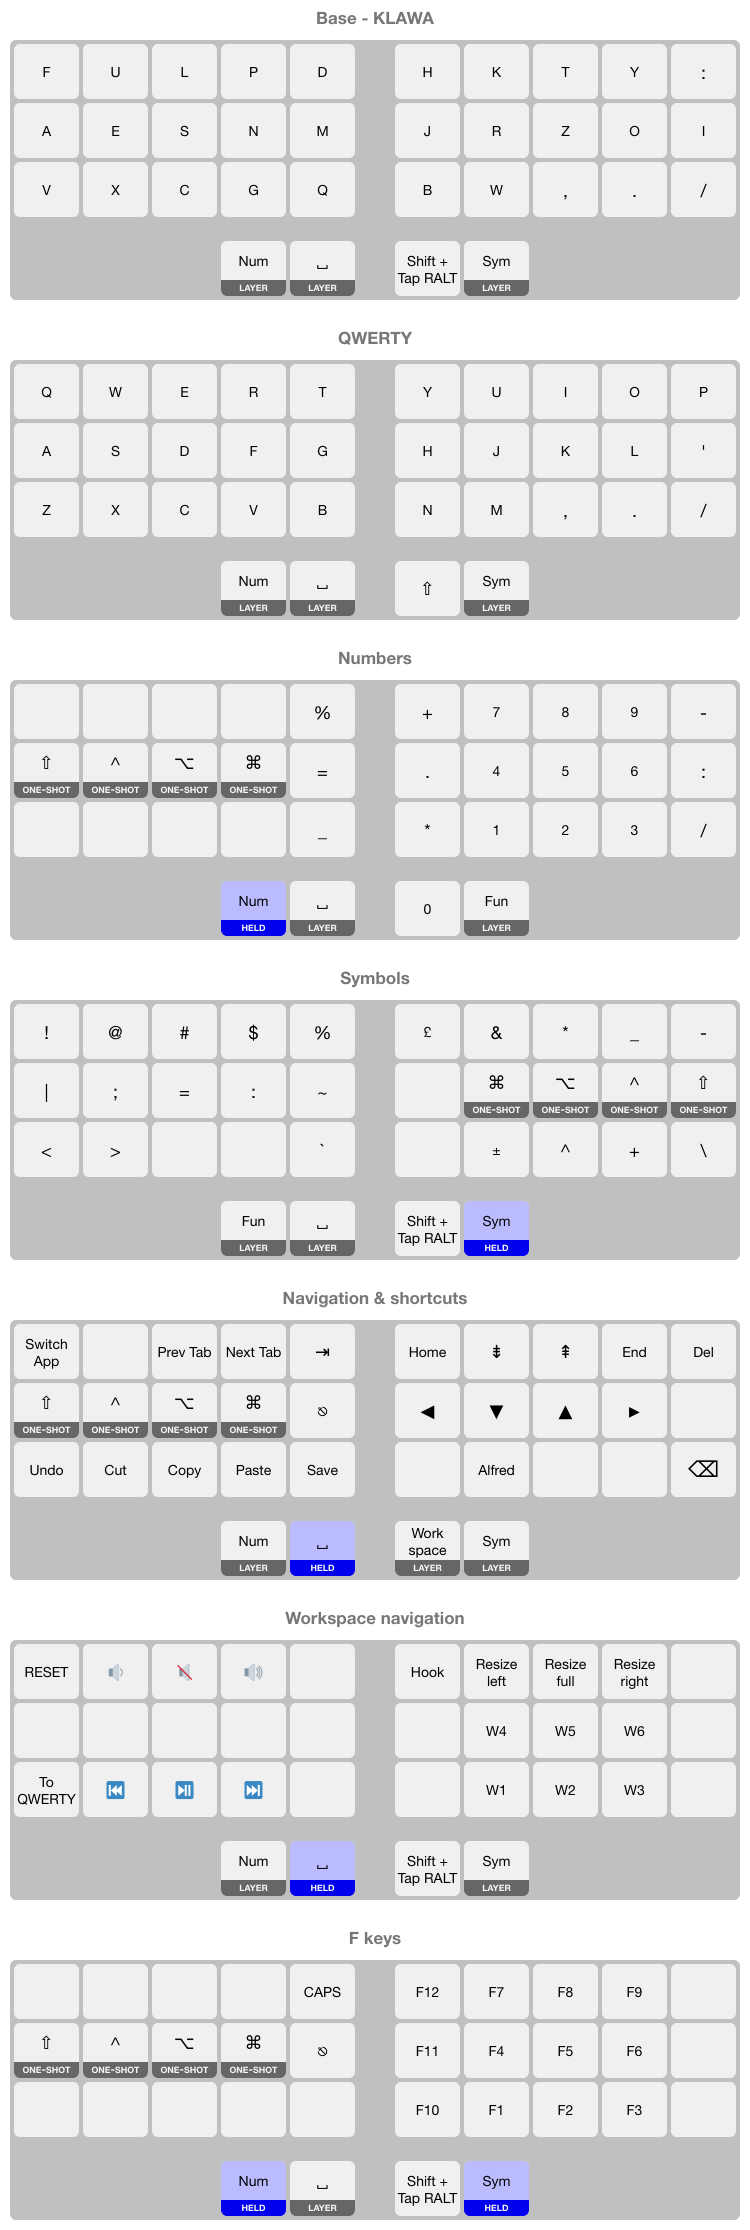 Base - KLAWA
F U L P D H K T Y :
A E S N M J R Z O I
V X C G Q B W , . /
Num ⎵ Shift + Sym
Tap RALT
LAYER LAYER LAYER
QWERTY
Q W E R T Y U I O P
A S D F G H J K L '
Z X C V B N M , . /
Num ⎵ ⇧ Sym
LAYER LAYER LAYER
Numbers
% + 7 8 9 -
⇧ ^ ⌥ ⌘ = . 4 5 6 :
ONE-SHOT ONE-SHOT ONE-SHOT ONE-SHOT
_ * 1 2 3 /
Num ⎵ 0 Fun
HELD LAYER LAYER
Symbols
! @ # $ % £ & * _ -
| ; = : ~ ⌘ ⌥ ^ ⇧
ONE-SHOT ONE-SHOT ONE-SHOT ONE-SHOT
< > ` ± ^ + \
Fun ⎵ Shift + Sym
Tap RALT
LAYER LAYER HELD
Navigation & shortcuts
Switch Prev Tab Next Tab ⇥ Home ⇟ ⇞ End Del
App
⇧ ^ ⌥ ⌘ ⎋ ◀ ▼ ▲ ►
ONE-SHOT ONE-SHOT ONE-SHOT ONE-SHOT
Undo Cut Copy Paste Save Alfred ⌫
Num ⎵ Work Sym
space
LAYER HELD LAYER LAYER
Workspace navigation
RESET 🔉 🔇 🔊 Hook Resize Resize Resize
left full right
W4 W5 W6
To ⏮ ⏯ ⏭ W1 W2 W3
QWERTY
Num ⎵ Shift + Sym
Tap RALT
LAYER HELD LAYER
F keys
CAPS F12 F7 F8 F9
⇧ ^ ⌥ ⌘ ⎋ F11 F4 F5 F6
ONE-SHOT ONE-SHOT ONE-SHOT ONE-SHOT
F10 F1 F2 F3
Num ⎵ Shift + Sym
Tap RALT
HELD LAYER HELD